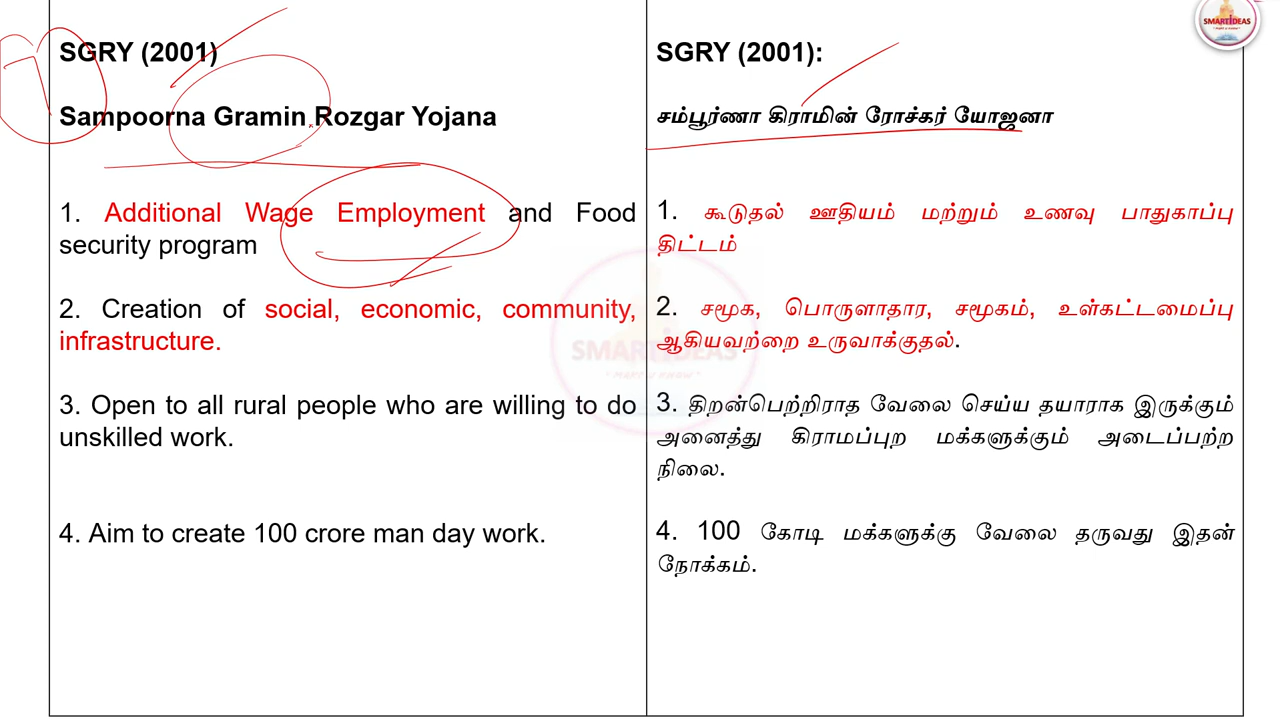 SMARTIDEAS
SGRY (2001)
Sampoorna Gramin Rozgar Yojana
1. Additional Wage Employment and Food
security program
2. Creation of social, economic, community,
infrastructure.
3. Open to all rural people who are willing to do
unskilled work.
4. Aim to create 100 crore man day work.
SGRY (2001):
சம்பூர்ணா கிராமின் ரோச்கர் யோஜனா
1. கூடுதல் ஊதியம் மற்றும் உணவு பாதுகாப்பு
திட்டம்
2. சமூக, பொருளாதார, சமூகம், உள்கட்டமைப்பு
ஆகியவற்றை உருவாக்குதல்.
3. திறன்பெற்றிராத வேலை செய்ய தயாராக இருக்கும்
அனைத்து கிராமப்புற மக்களுக்கும் அடைப்பற்ற
நிலை.
4. 100 கோடி மக்களுக்கு வேலை தருவது இதன்
நோக்கம்.
SMARTIDEAS